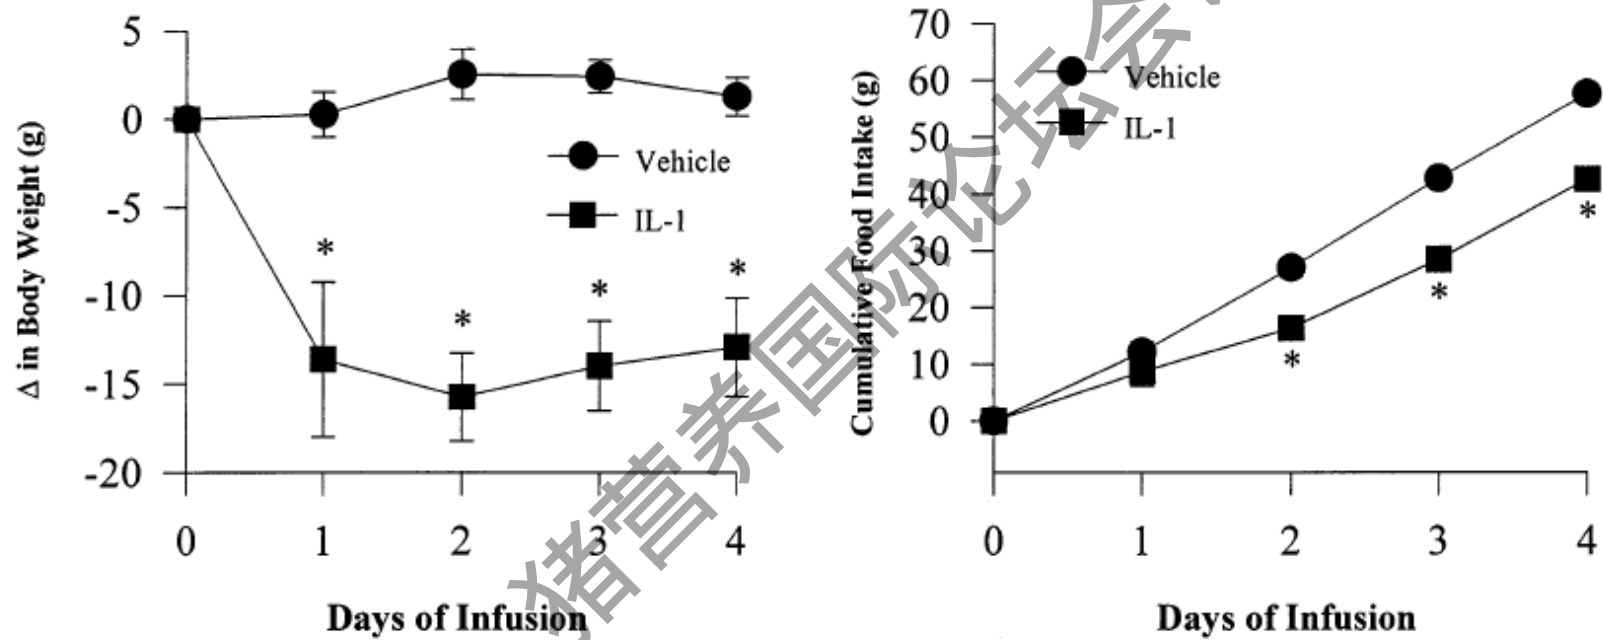 Δ in Body Weight (g)
5
0
-5
-10
-15
-20
Vehicle
IL-1
*
*
*
*
0 1 2 3 4
Days of Infusion
Cumulative Food Intake (g)
70
60
50
40
30
20
10
0
Vehicle
IL-1
*
*
*
0 1 2 3 4
Days of Infusion
猪营养国际论坛会